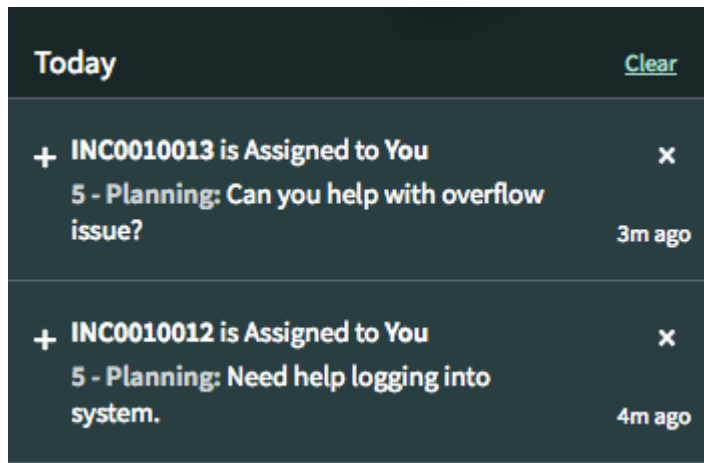 Today Clear
+ INC0010013 is Assigned to You ×
5 - Planning: Can you help with overflow
issue? 3m ago
+ INC0010012 is Assigned to You ×
5 - Planning: Need help logging into
system. 4m ago